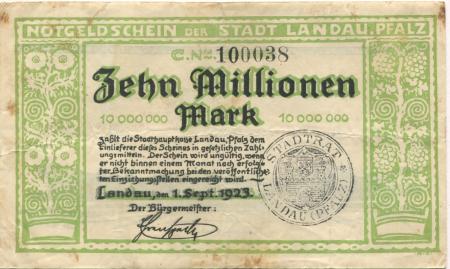 NOTGELDSCHEIN DER STADT LANDAU, PFALZ
C.No 100038
Zehn Millionen
Mark
10 000 000 10 000 000
zahlt die Stadthauptkasse Landau, Pfalz dem
Einlieferer dieses Scheines in gesetzlichen Zahl-
ungsmitteln. Der Schein wird ungültig, wenn
er nicht binnen einem Monat nach erfolg-
ter Bekanntmachung bei den veröffentlich-
ten Einziehungsstellen eingereicht wird.
Landau, den 1. Sept. 1923.
Der Bürgermeister:
STADTRAT
LANDAU (PFALZ)